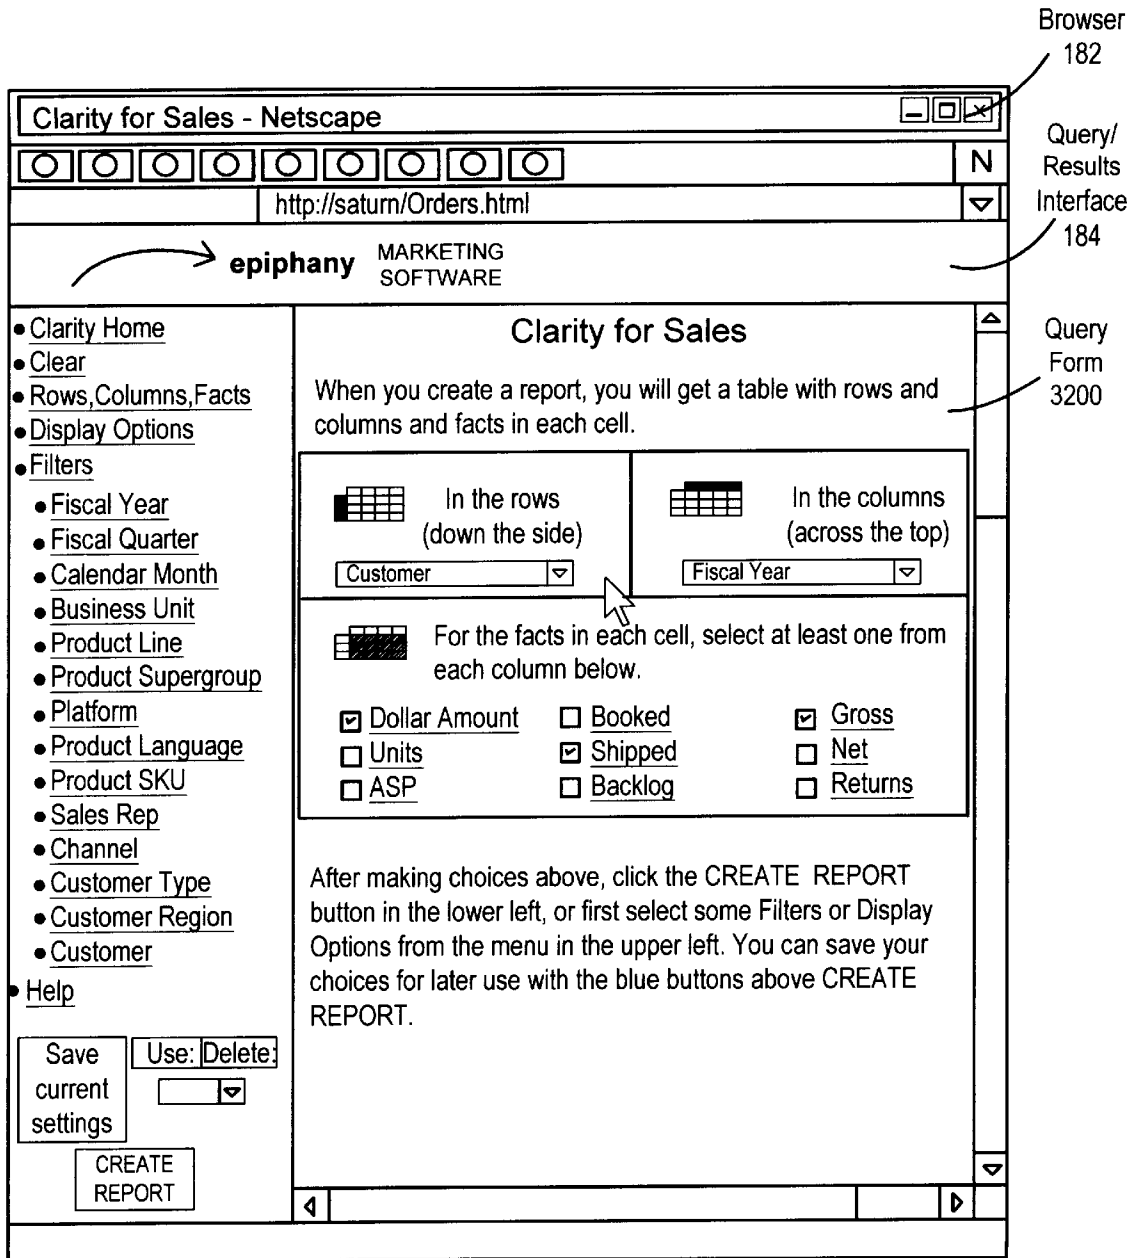 Browser
182
Clarity for Sales - Netscape
N
Query/
Results
Interface
184
http://saturn/Orders.html
epiphany
MARKETING
SOFTWARE
Clarity Home
Clear
Rows,Columns,Facts
Display Options
Filters
Fiscal Year
Fiscal Quarter
Calendar Month
Business Unit
Product Line
Product Supergroup
Platform
Product Language
Product SKU
Sales Rep
Channel
Customer Type
Customer Region
Customer
Help
Save
current
settings
Use: Delete:
CREATE
REPORT
Clarity for Sales
When you create a report, you will get a table with rows and
columns and facts in each cell.
In the rows
(down the side)
Customer
In the columns
(across the top)
Fiscal Year
For the facts in each cell, select at least one from
each column below.
Dollar Amount Booked Gross
Units Shipped Net
ASP Backlog Returns
After making choices above, click the CREATE REPORT
button in the lower left, or first select some Filters or Display
Options from the menu in the upper left. You can save your
choices for later use with the blue buttons above CREATE
REPORT.
Query
Form
3200